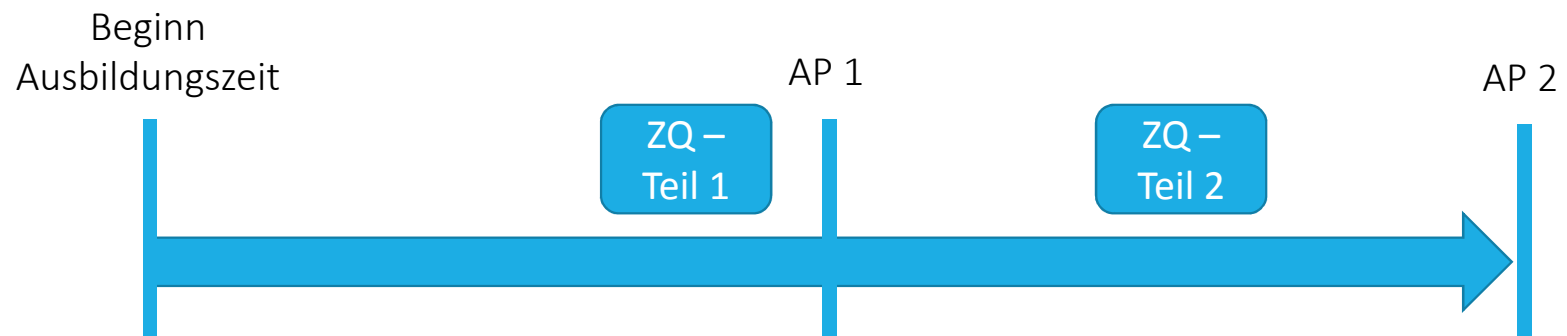 Beginn
Ausbildungszeit
AP 1
AP 2
ZQ –
Teil 1
ZQ –
Teil 2